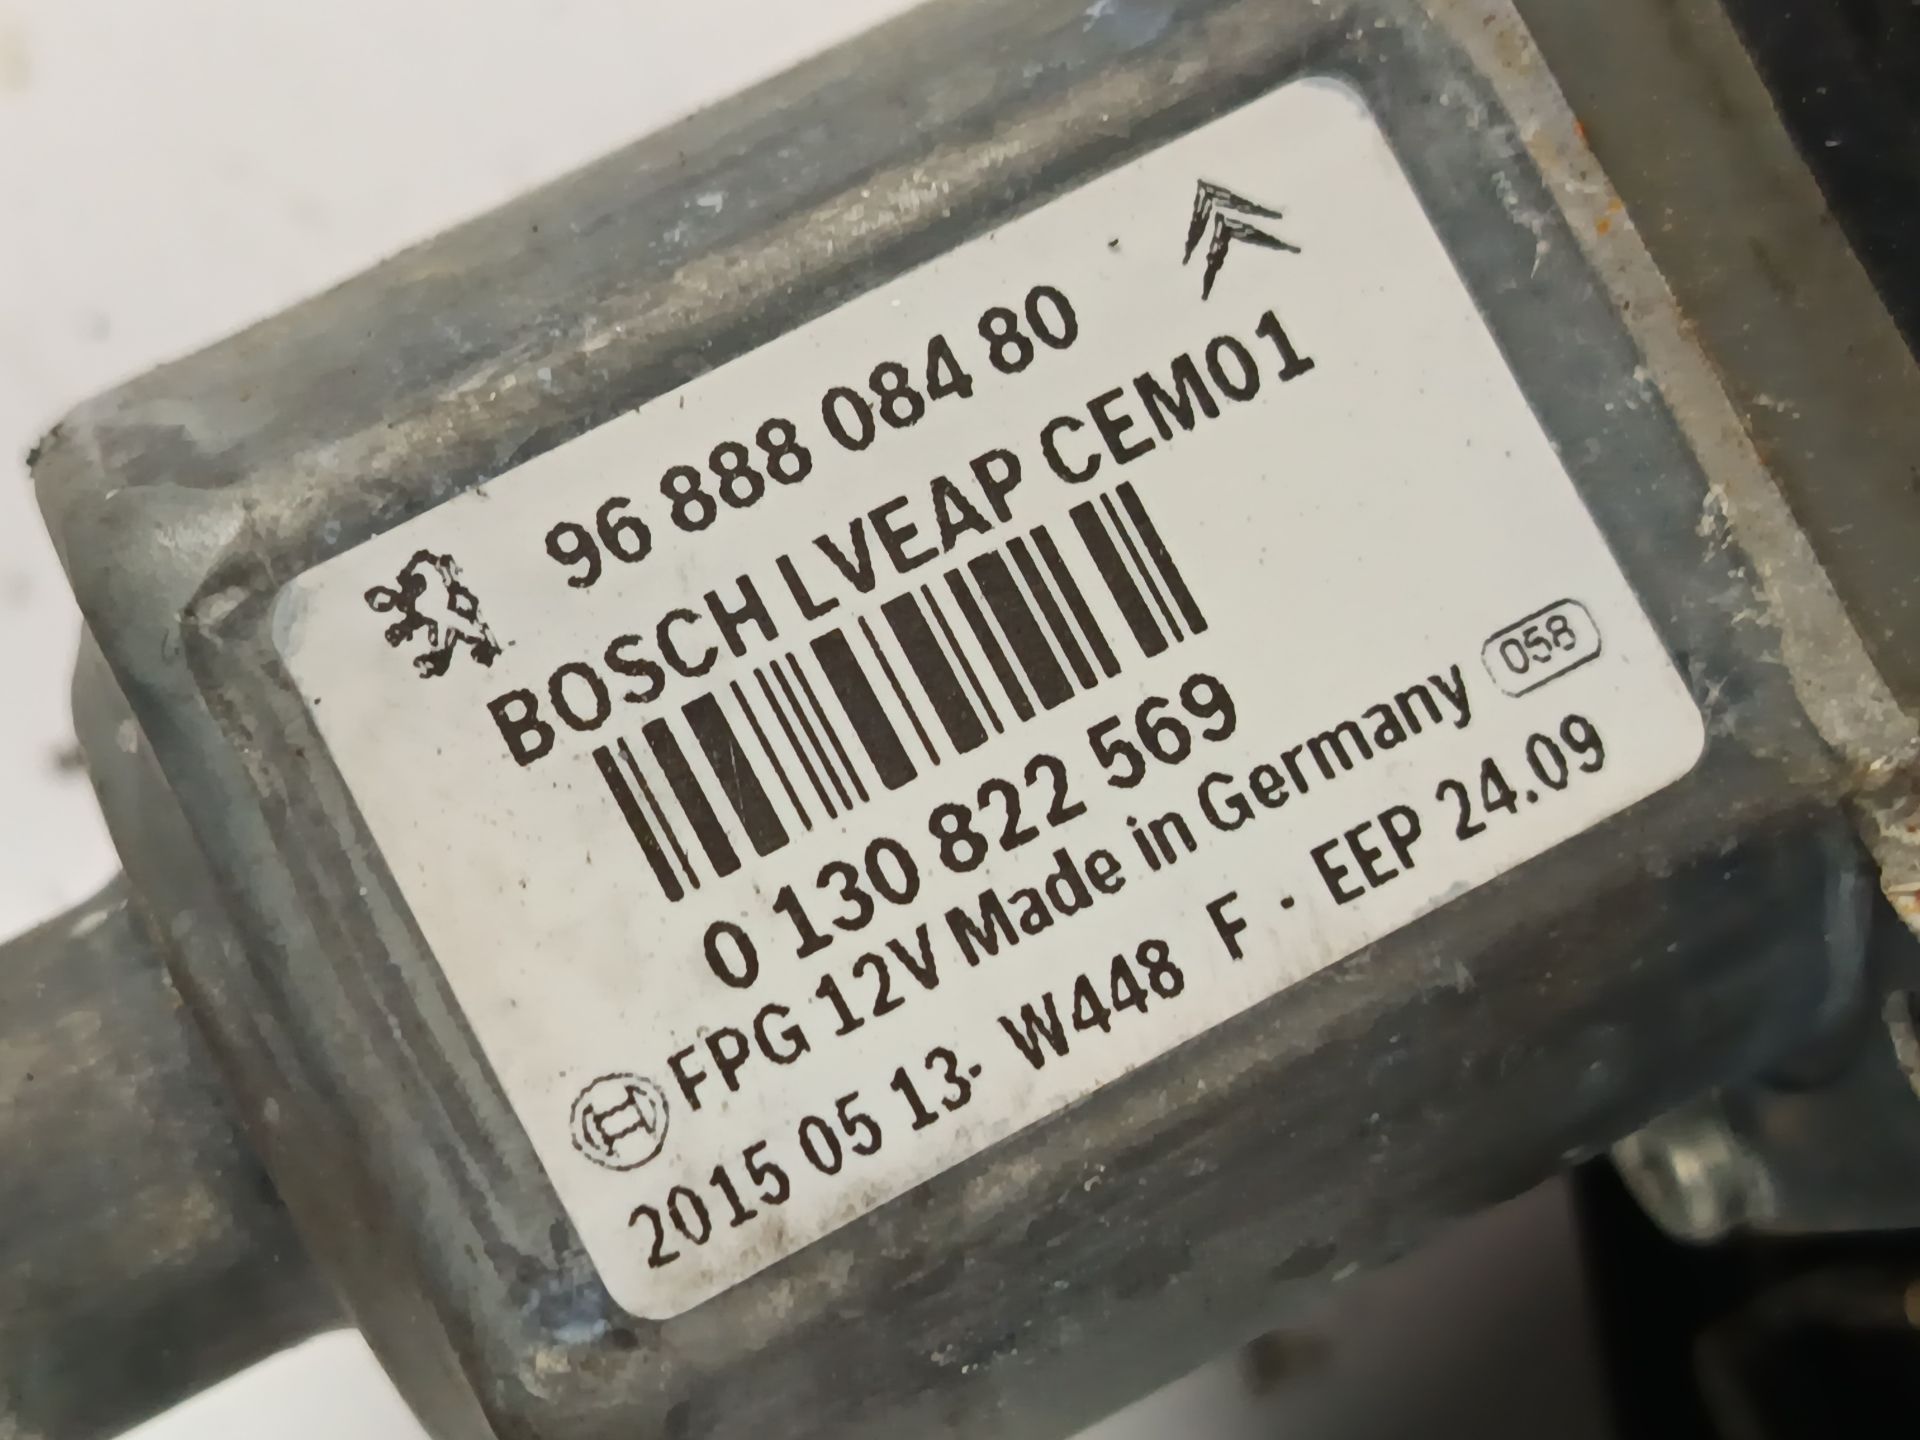 96 888 084 80
BOSCH LVEAP CEM01
0 130 822 569
FPG 12V Made in Germany 058
2015 05 13- W448 F - EEP 24.09